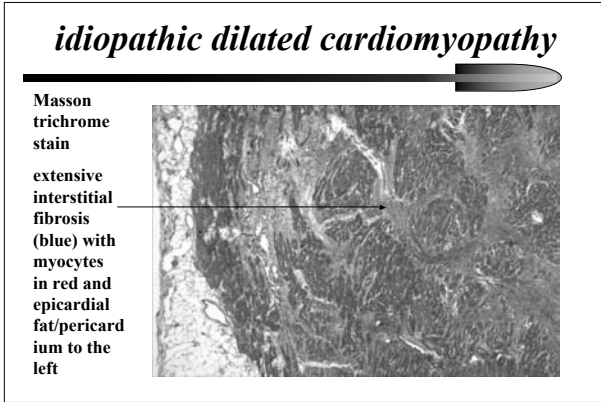 idiopathic dilated cardiomyopathy
Masson
trichrome
stain
extensive
interstitial
fibrosis
(blue) with
myocytes
in red and
epicardial
fat/pericard
ium to the
left